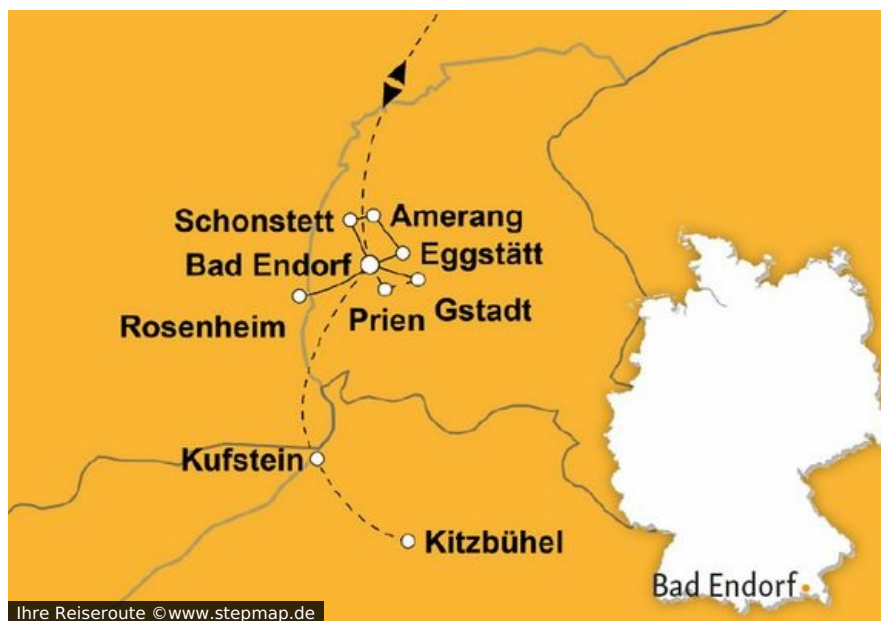 Schonstett
Amerang
Bad Endorf
Eggstätt
Rosenheim
Prien
Gstadt
Kufstein
Kitzbühel
Bad Endorf
Ihre Reiseroute ©www.stepmap.de